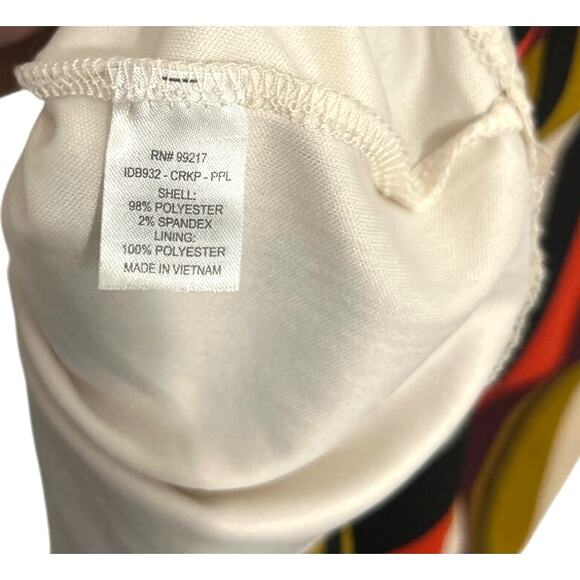 RN# 99217
IDB932 - CRKP - PPL
SHELL:
98% POLYESTER
2% SPANDEX
LINING:
100% POLYESTER
MADE IN VIETNAM